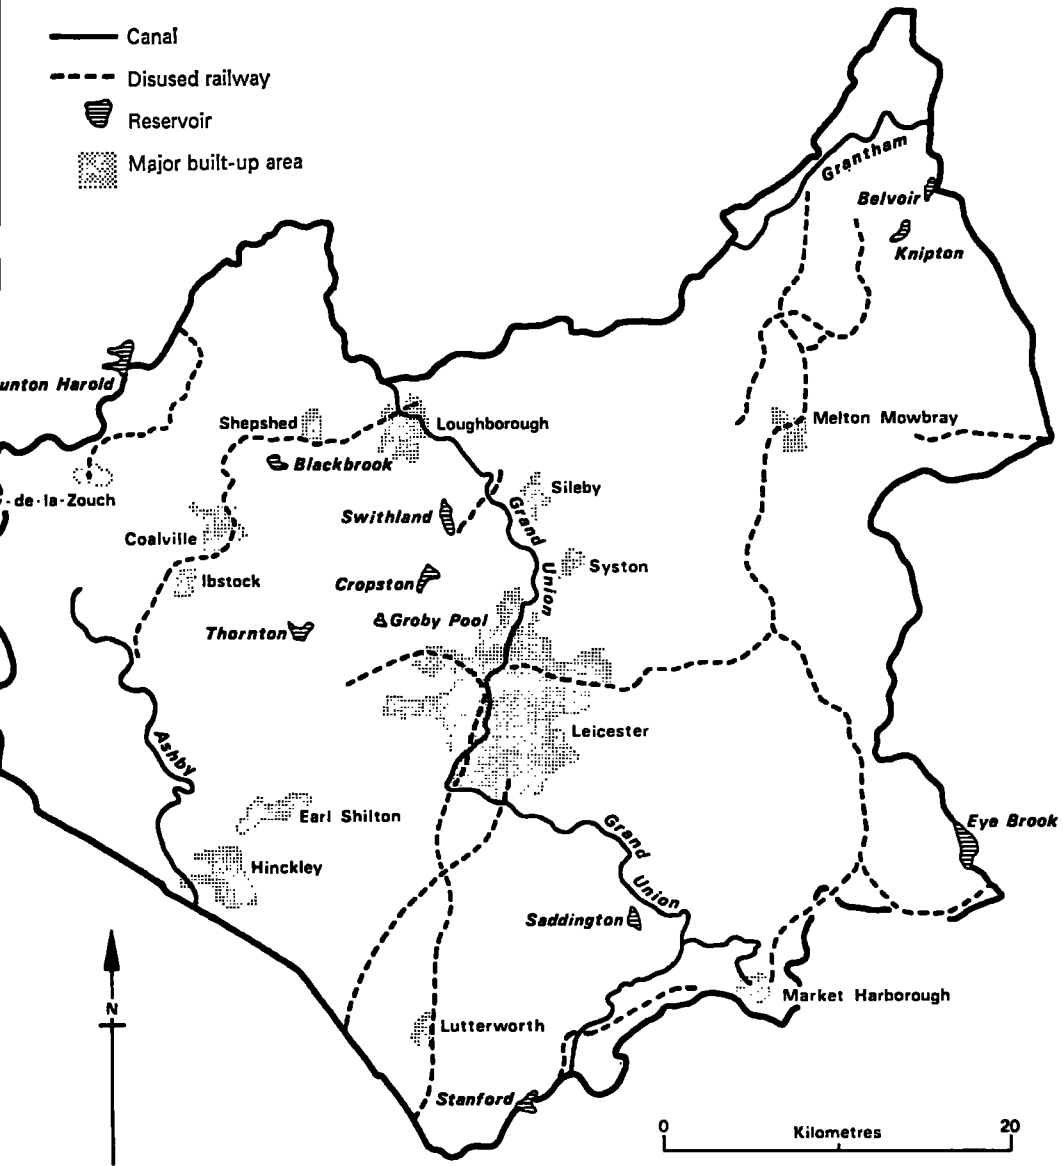 Canal
Disused railway
Reservoir
Major built-up area
Grantham
Belvoir
Knipton
unton Harold
Shepshed
Loughborough
Melton Mowbray
Blackbrook
-de-la-Zouch
Sileby
Swithland
Grand
Union
Coalville
Syston
Ibstock
Cropston
Groby Pool
Thornton
Leicester
Ashby
Earl Shilton
Grand
Union
Eye Brook
Hinckley
Saddington
N
Market Harborough
Lutterworth
Stanford
0 20
Kilometres